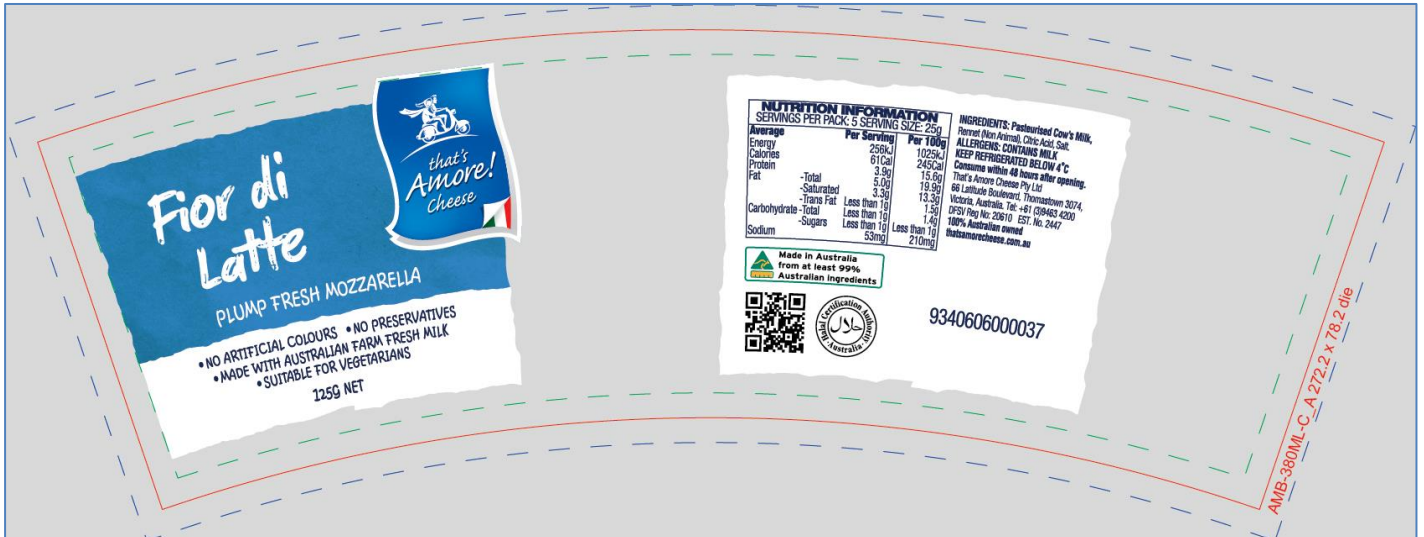 that's
Amore!
Cheese
Fior di
Latte
PLUMP FRESH MOZZARELLA
•NO ARTIFICIAL COLOURS •NO PRESERVATIVES
•MADE WITH AUSTRALIAN FARM FRESH MILK
•SUITABLE FOR VEGETARIANS
125g NET
NUTRITION INFORMATION
SERVINGS PER PACK: 5 SERVING SIZE: 25g
Average Per Serving Per 100g
Energy 256kJ 1025kJ
Calories 61Cal 245Cal
Protein 3.9g 15.6g
Fat -Total 5.0g 19.9g
-Saturated 3.3g 13.3g
-Trans Fat Less than 1g 1.5g
Carbohydrate -Total Less than 1g 1.4g
-Sugars Less than 1g Less than 1g
Sodium 53mg 210mg
INGREDIENTS: Pasteurised Cow's Milk,
Rennet (Non Animal), Citric Acid, Salt.
ALLERGENS: CONTAINS MILK
KEEP REFRIGERATED BELOW 4°C
Consume within 48 hours after opening.
That's Amore Cheese Pty Ltd
66 Latitude Boulevard, Thomastown 3074,
Victoria, Australia. Tel: +61 (3)9463 4200
DFSV Reg No: 20610 EST. No. 2447
100% Australian owned
thatsamorecheese.com.au
Made in Australia
from at least 99%
Australian ingredients
Halal Certification Authority
حلال
·Australia·
9340606000037
AMB-380ML-C_A 272.2 x 78.2 die